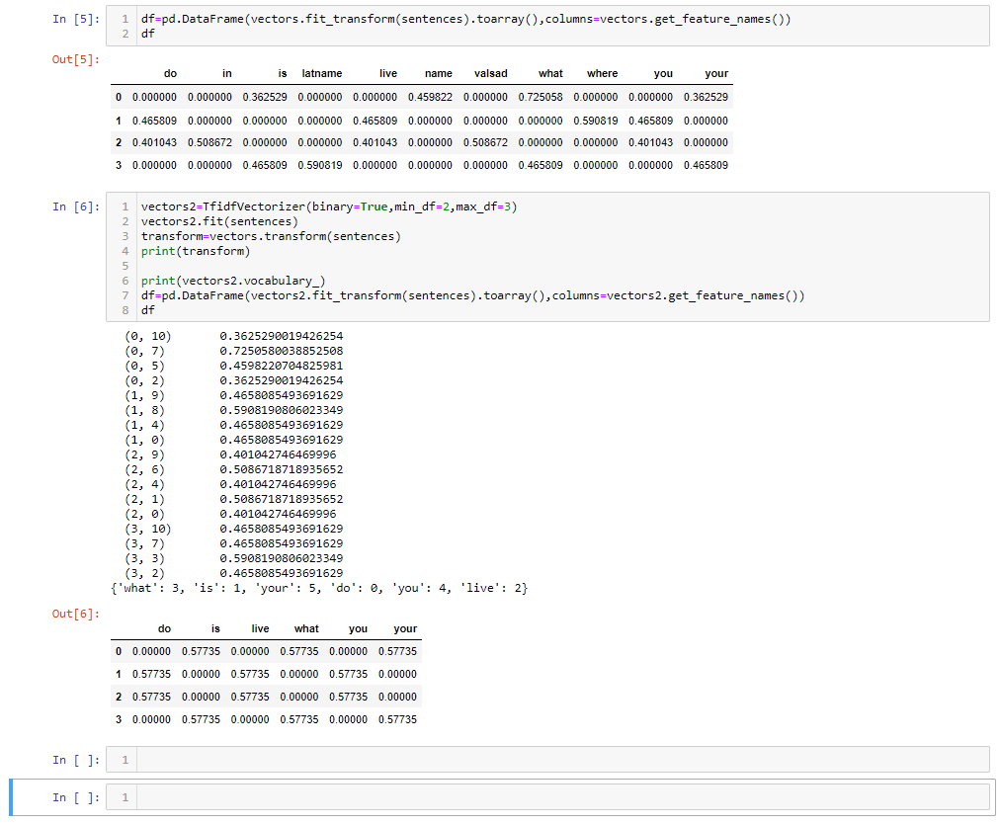 In [5]: 1 df=pd.DataFrame(vectors.fit_transform(sentences).toarray(),columns=vectors.get_feature_names())
2 df
Out[5]:
do in is latname live name valsad what where you your
0 0.000000 0.000000 0.362529 0.000000 0.000000 0.459822 0.000000 0.725058 0.000000 0.000000 0.362529
1 0.465809 0.000000 0.000000 0.000000 0.465809 0.000000 0.000000 0.000000 0.590819 0.465809 0.000000
2 0.401043 0.508672 0.000000 0.000000 0.401043 0.000000 0.508672 0.000000 0.000000 0.401043 0.000000
3 0.000000 0.000000 0.465809 0.590819 0.000000 0.000000 0.000000 0.465809 0.000000 0.000000 0.465809
In [6]: 1 vectors2=TfidfVectorizer(binary=True,min_df=2,max_df=3)
2 vectors2.fit(sentences)
3 transform=vectors.transform(sentences)
4 print(transform)
5
6 print(vectors2.vocabulary_)
7 df=pd.DataFrame(vectors2.fit_transform(sentences).toarray(),columns=vectors2.get_feature_names())
8 df
(0, 10) 0.3625290019426254
(0, 7) 0.7250580038852508
(0, 5) 0.4598220704825981
(0, 2) 0.3625290019426254
(1, 9) 0.4658085493691629
(1, 8) 0.5908190806023349
(1, 4) 0.4658085493691629
(1, 0) 0.4658085493691629
(2, 9) 0.401042746469996
(2, 6) 0.5086718718935652
(2, 4) 0.401042746469996
(2, 1) 0.5086718718935652
(2, 0) 0.401042746469996
(3, 10) 0.4658085493691629
(3, 7) 0.4658085493691629
(3, 3) 0.5908190806023349
(3, 2) 0.4658085493691629
{'what': 3, 'is': 1, 'your': 5, 'do': 0, 'you': 4, 'live': 2}
Out[6]:
do is live what you your
0 0.00000 0.57735 0.00000 0.57735 0.00000 0.57735
1 0.57735 0.00000 0.57735 0.00000 0.57735 0.00000
2 0.57735 0.00000 0.57735 0.00000 0.57735 0.00000
3 0.00000 0.57735 0.00000 0.57735 0.00000 0.57735
In [ ]: 1
In [ ]: 1